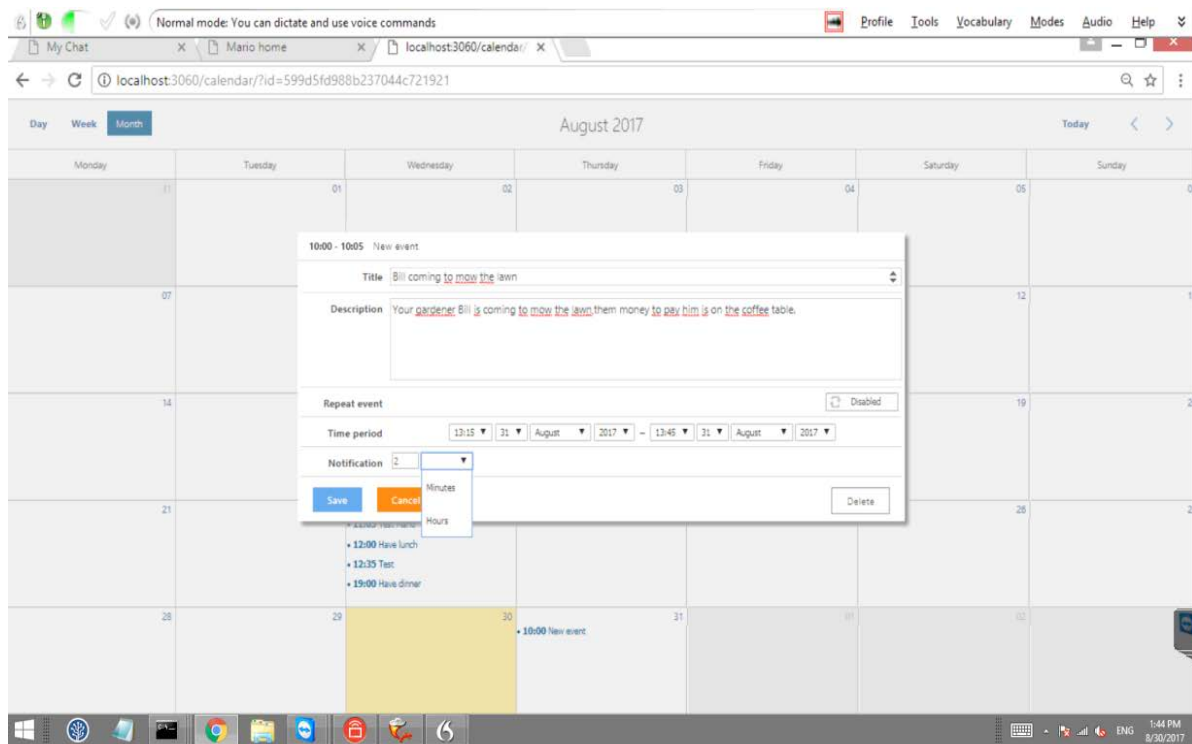 Normal mode: You can dictate and use voice commands
Profile Tools Vocabulary Modes Audio Help
My Chat Mario home localhost:3060/calendar/
localhost:3060/calendar/?id=599d5fd988b237044c721921
Day Week Month August 2017 Today
Monday Tuesday Wednesday Thursday Friday Saturday Sunday
01 02 03 04 05
10:00 - 10:05 New event
Title Bill coming to mow the lawn
07 12
Description Your gardener Bill is coming to mow the lawn,them money to pay him is on the coffee table.
14 19
Repeat event Disabled
Time period 13:15 31 August 2017 – 13:45 31 August 2017
Notification 2
Minutes
Save Cancel Delete
21 26
Hours
• 12:00 Have lunch
• 12:35 Test
• 19:00 Have dinner
28 29 30 31 01 02
• 10:00 New event
ENG 1:44 PM
8/30/2017